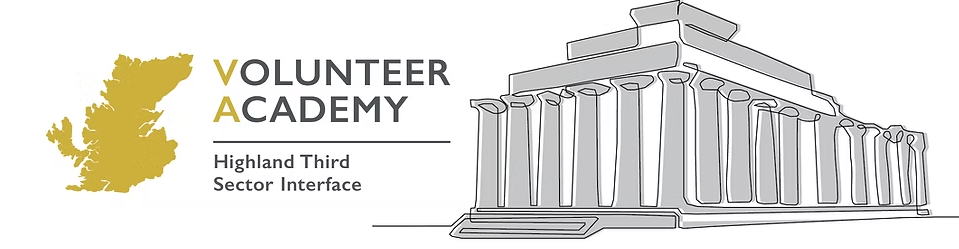 VOLUNTEER
ACADEMY
Highland Third
Sector Interface